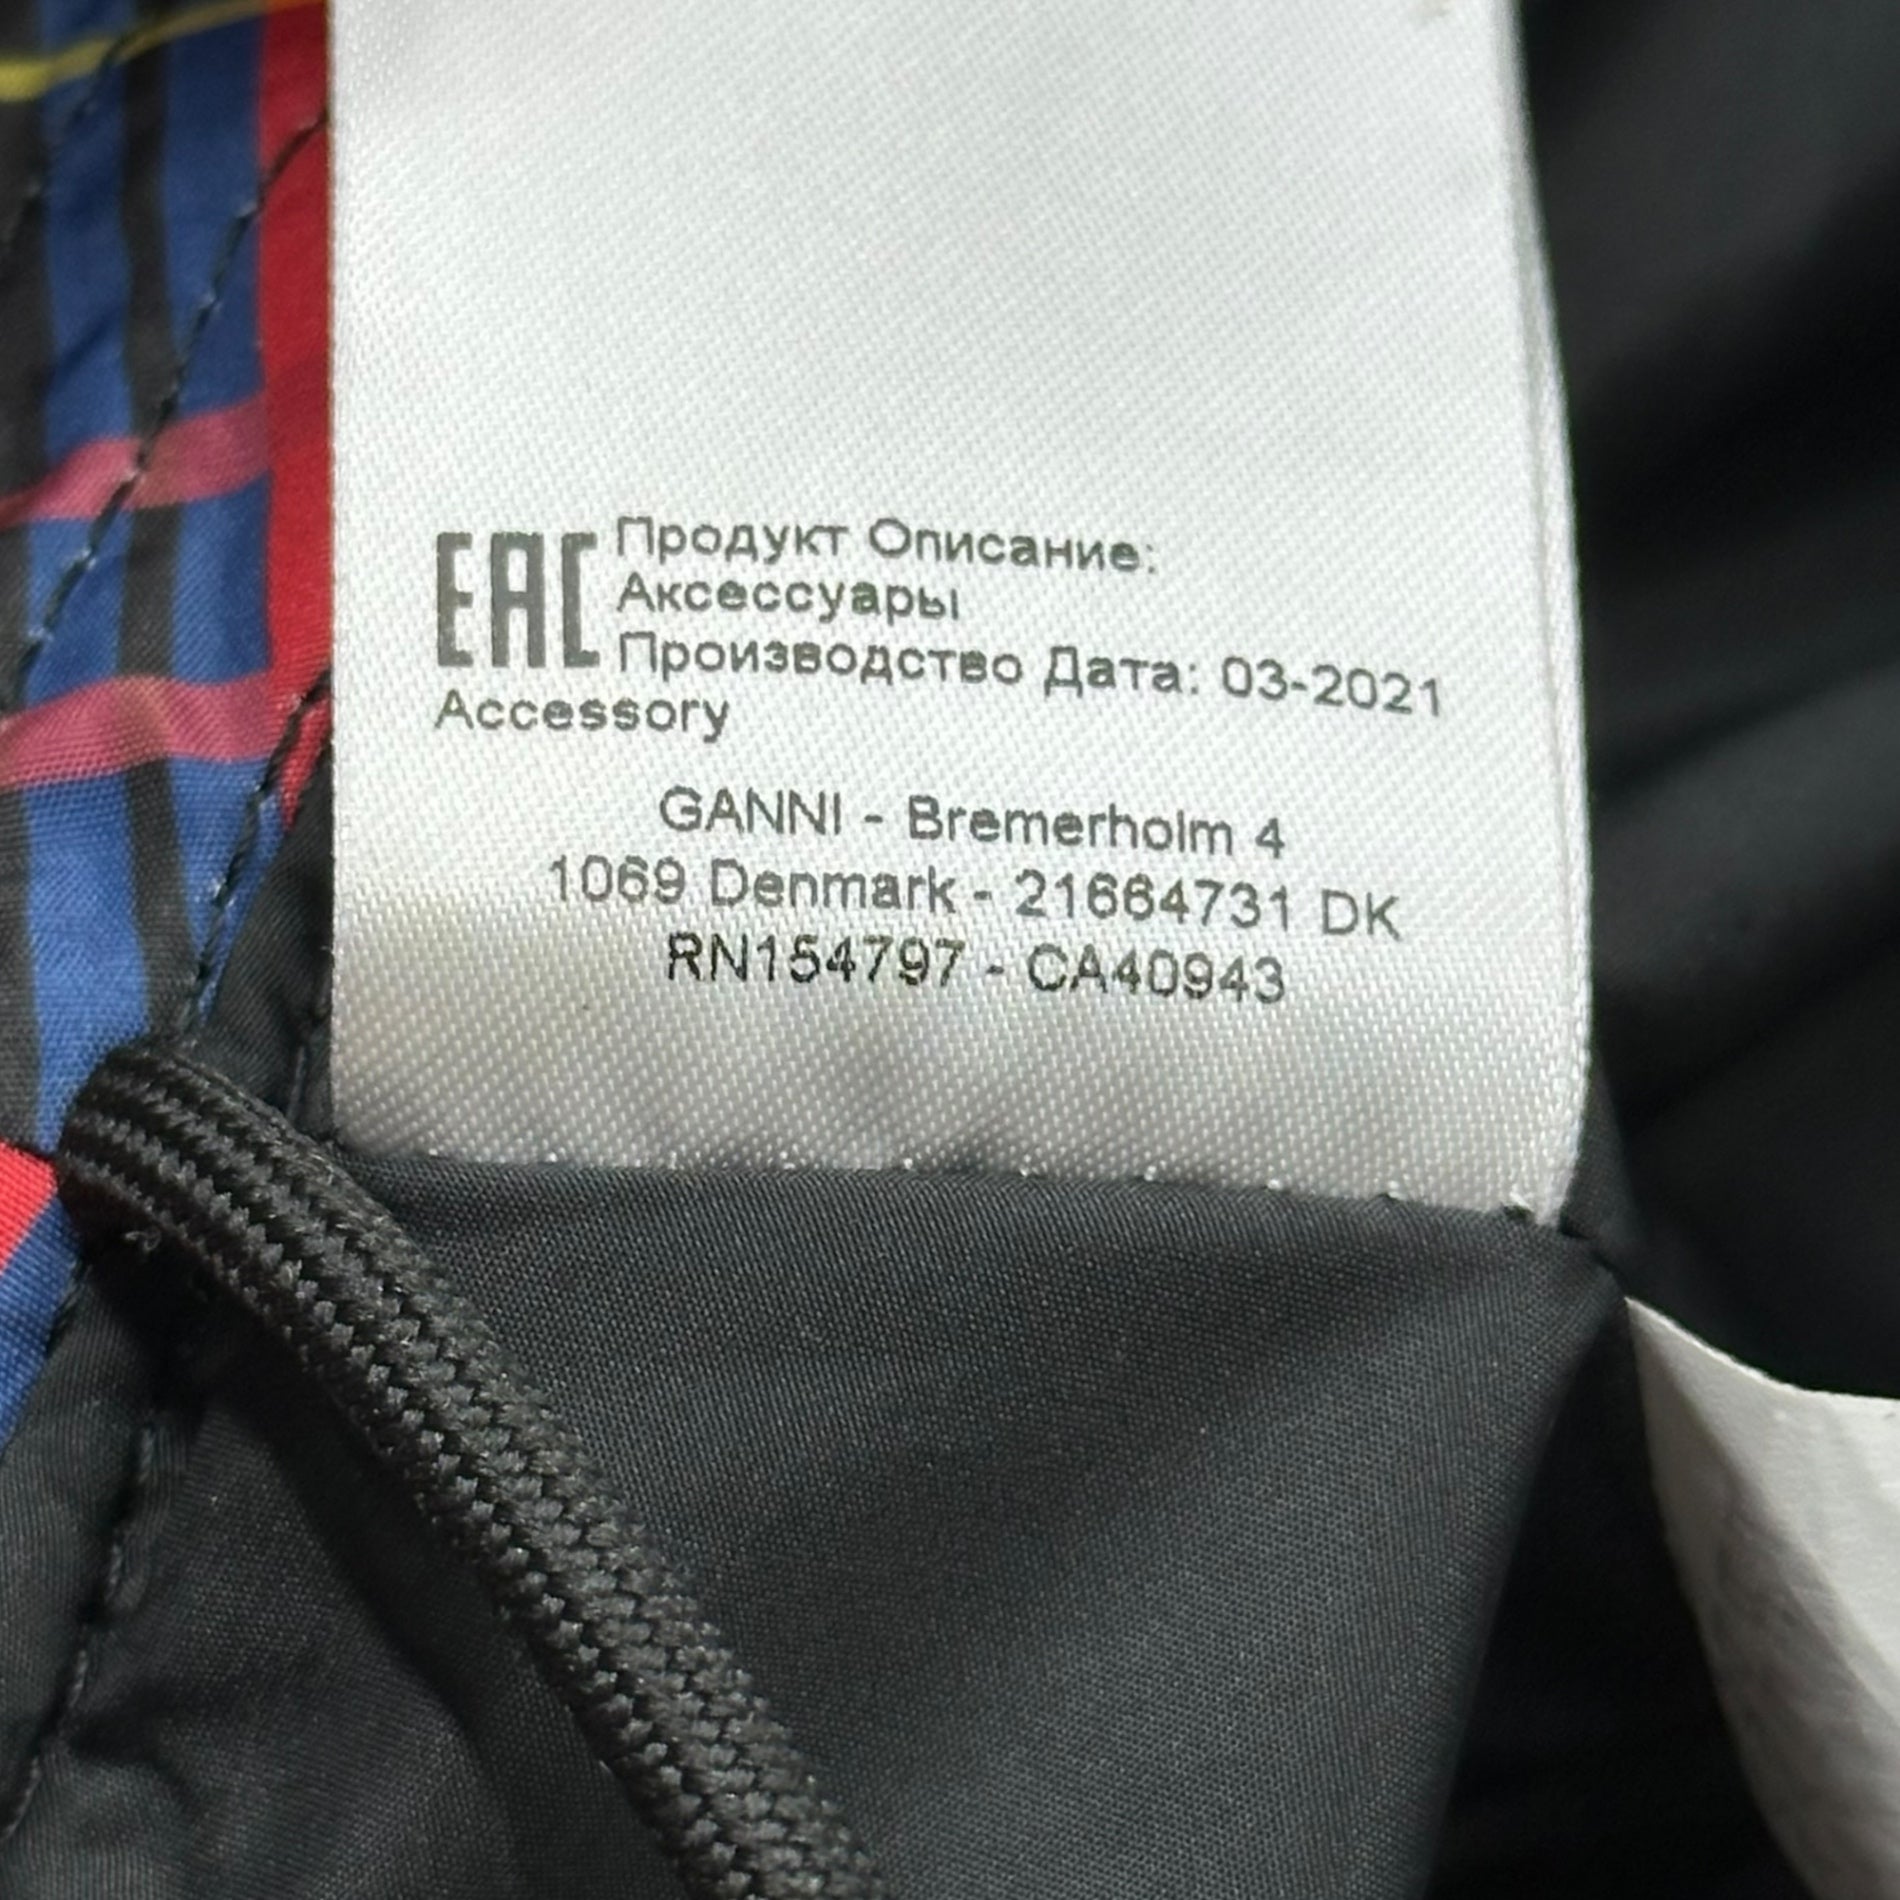 EAC Продукт Описание:
Аксессуары
Производство Дата: 03-2021
Accessory
GANNI - Bremerholm 4
1069 Denmark - 21664731 DK
RN154797 - CA40943